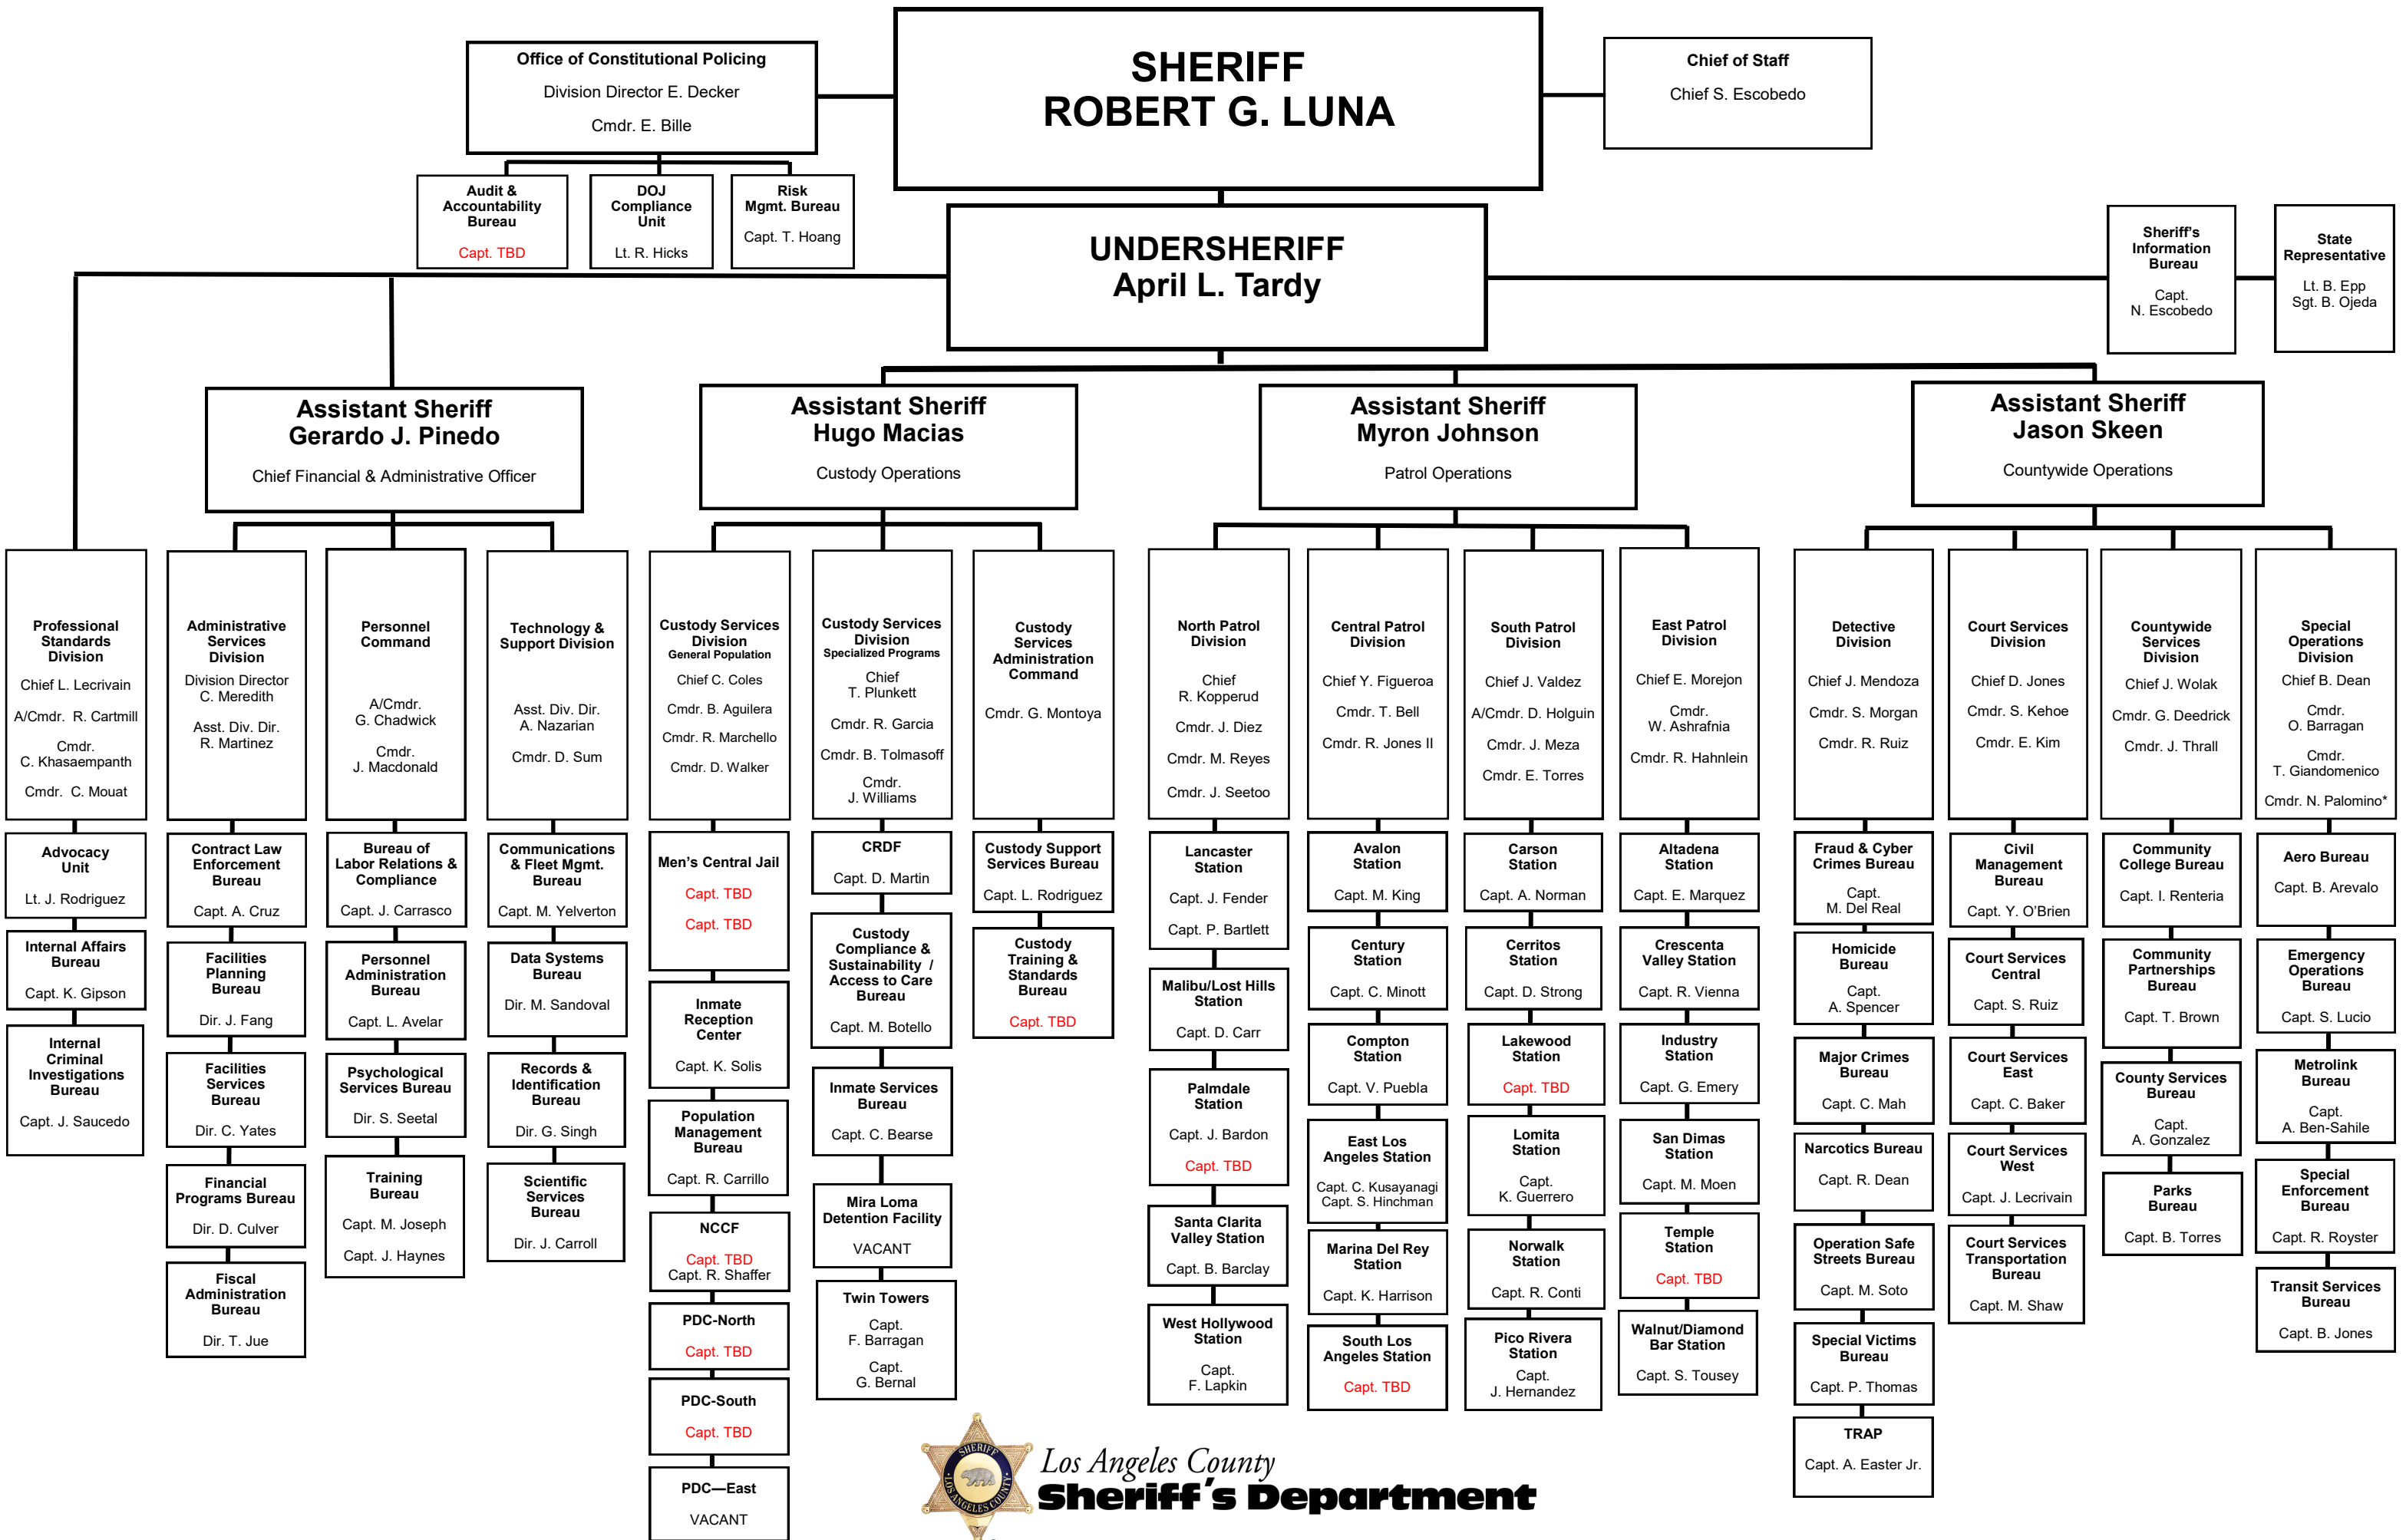 Office of Constitutional Policing
Division Director E. Decker
Cmdr. E. Bille
SHERIFF
ROBERT G. LUNA
Chief of Staff
Chief S. Escobedo
Audit &
Accountability
Bureau
Capt. TBD
DOJ
Compliance
Unit
Lt. R. Hicks
Risk
Mgmt. Bureau
Capt. T. Hoang
UNDERSHERIFF
April L. Tardy
Sheriff's
Information
Bureau
Capt.
N. Escobedo
State
Representative
Lt. B. Epp
Sgt. B. Ojeda
Assistant Sheriff
Gerardo J. Pinedo
Chief Financial & Administrative Officer
Assistant Sheriff
Hugo Macias
Custody Operations
Assistant Sheriff
Myron Johnson
Patrol Operations
Assistant Sheriff
Jason Skeen
Countywide Operations
Professional
Standards
Division
Chief L. Lecrivain
A/Cmdr. R. Cartmill
Cmdr.
C. Khasaempanth
Cmdr. C. Mouat
Advocacy
Unit
Lt. J. Rodriguez
Internal Affairs
Bureau
Capt. K. Gipson
Internal
Criminal
Investigations
Bureau
Capt. J. Saucedo
Administrative
Services
Division
Division Director
C. Meredith
Asst. Div. Dir.
R. Martinez
Contract Law
Enforcement
Bureau
Capt. A. Cruz
Facilities
Planning
Bureau
Dir. J. Fang
Facilities
Services
Bureau
Dir. C. Yates
Financial
Programs Bureau
Dir. D. Culver
Fiscal
Administration
Bureau
Dir. T. Jue
Personnel
Command
A/Cmdr.
G. Chadwick
Cmdr.
J. Macdonald
Bureau of
Labor Relations &
Compliance
Capt. J. Carrasco
Personnel
Administration
Bureau
Capt. L. Avelar
Psychological
Services Bureau
Dir. S. Seetal
Training
Bureau
Capt. M. Joseph
Capt. J. Haynes
Technology &
Support Division
Asst. Div. Dir.
A. Nazarian
Cmdr. D. Sum
Communications
& Fleet Mgmt.
Bureau
Capt. M. Yelverton
Data Systems
Bureau
Dir. M. Sandoval
Records &
Identification
Bureau
Dir. G. Singh
Scientific
Services
Bureau
Dir. J. Carroll
Custody Services
Division
General Population
Chief C. Coles
Cmdr. B. Aguilera
Cmdr. R. Marchello
Cmdr. D. Walker
Men's Central Jail
Capt. TBD
Capt. TBD
Inmate
Reception
Center
Capt. K. Solis
Population
Management
Bureau
Capt. R. Carrillo
NCCF
Capt. TBD
Capt. R. Shaffer
PDC-North
Capt. TBD
PDC-South
Capt. TBD
PDC—East
VACANT
Custody Services
Division
Specialized Programs
Chief
T. Plunkett
Cmdr. R. Garcia
Cmdr. B. Tolmasoff
Cmdr.
J. Williams
CRDF
Capt. D. Martin
Custody
Compliance &
Sustainability /
Access to Care
Bureau
Capt. M. Botello
Inmate Services
Bureau
Capt. C. Bearse
Mira Loma
Detention Facility
VACANT
Twin Towers
Capt.
F. Barragan
Capt.
G. Bernal
Custody
Services
Administration
Command
Cmdr. G. Montoya
Custody Support
Services Bureau
Capt. L. Rodriguez
Custody
Training &
Standards
Bureau
Capt. TBD
North Patrol
Division
Chief
R. Kopperud
Cmdr. J. Diez
Cmdr. M. Reyes
Cmdr. J. Seetoo
Lancaster
Station
Capt. J. Fender
Capt. P. Bartlett
Malibu/Lost Hills
Station
Capt. D. Carr
Palmdale
Station
Capt. J. Bardon
Capt. TBD
Santa Clarita
Valley Station
Capt. B. Barclay
West Hollywood
Station
Capt.
F. Lapkin
Central Patrol
Division
Chief Y. Figueroa
Cmdr. T. Bell
Cmdr. R. Jones II
Avalon
Station
Capt. M. King
Century
Station
Capt. C. Minott
Compton
Station
Capt. V. Puebla
East Los
Angeles Station
Capt. C. Kusayanagi
Capt. S. Hinchman
Marina Del Rey
Station
Capt. K. Harrison
South Los
Angeles Station
Capt. TBD
South Patrol
Division
Chief J. Valdez
A/Cmdr. D. Holguin
Cmdr. J. Meza
Cmdr. E. Torres
Carson
Station
Capt. A. Norman
Cerritos
Station
Capt. D. Strong
Lakewood
Station
Capt. TBD
Lomita
Station
Capt.
K. Guerrero
Norwalk
Station
Capt. R. Conti
Pico Rivera
Station
Capt.
J. Hernandez
East Patrol
Division
Chief E. Morejon
Cmdr.
W. Ashrafnia
Cmdr. R. Hahnlein
Altadena
Station
Capt. E. Marquez
Crescenta
Valley Station
Capt. R. Vienna
Industry
Station
Capt. G. Emery
San Dimas
Station
Capt. M. Moen
Temple
Station
Capt. TBD
Walnut/Diamond
Bar Station
Capt. S. Tousey
Detective
Division
Chief J. Mendoza
Cmdr. S. Morgan
Cmdr. R. Ruiz
Fraud & Cyber
Crimes Bureau
Capt.
M. Del Real
Homicide
Bureau
Capt.
A. Spencer
Major Crimes
Bureau
Capt. C. Mah
Narcotics Bureau
Capt. R. Dean
Operation Safe
Streets Bureau
Capt. M. Soto
Special Victims
Bureau
Capt. P. Thomas
TRAP
Capt. A. Easter Jr.
Court Services
Division
Chief D. Jones
Cmdr. S. Kehoe
Cmdr. E. Kim
Civil
Management
Bureau
Capt. Y. O'Brien
Court Services
Central
Capt. S. Ruiz
Court Services
East
Capt. C. Baker
Court Services
West
Capt. J. Lecrivain
Court Services
Transportation
Bureau
Capt. M. Shaw
Countywide
Services
Division
Chief J. Wolak
Cmdr. G. Deedrick
Cmdr. J. Thrall
Community
College Bureau
Capt. I. Renteria
Community
Partnerships
Bureau
Capt. T. Brown
County Services
Bureau
Capt.
A. Gonzalez
Parks
Bureau
Capt. B. Torres
Special
Operations
Division
Chief B. Dean
Cmdr.
O. Barragan
Cmdr.
T. Giandomenico
Cmdr. N. Palomino*
Aero Bureau
Capt. B. Arevalo
Emergency
Operations
Bureau
Capt. S. Lucio
Metrolink
Bureau
Capt.
A. Ben-Sahile
Special
Enforcement
Bureau
Capt. R. Royster
Transit Services
Bureau
Capt. B. Jones
SHERIFF
LOS ANGELES COUNTY
Los Angeles County
Sheriff's Department